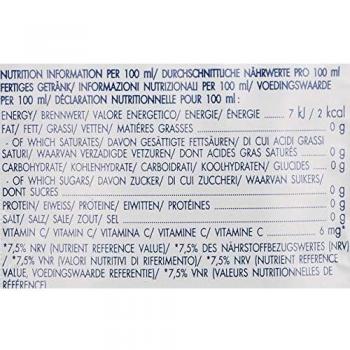 NUTRITION INFORMATION PER 100 ml/ DURCHSCHNITTLICHE NÄHRWERTE PRO 100 ml
FERTIGES GETRÄNK/ INFORMAZIONI NUTRIZIONALI PER 100 ml/ VOEDINGSWAARDE
PER 100 ml/ DÉCLARATION NUTRITIONNELLE POUR 100 ml:
ENERGY/ BRENNWERT/ VALORE ENERGETICO/ ENERGIE/ ÉNERGIE 7 kJ / 2 kcal
FAT/ FETT/ GRASSI/ VETTEN/ MATIÈRES GRASSES 0 g
- OF WHICH SATURATES/ DAVON GESÄTTIGTE FETTSÄUREN/ DI CUI ACIDI GRASSI
SATURI/ WAARVAN VERZADIGDE VETZUREN/ DONT ACIDES GRAS SATURÉS 0 g
CARBOHYDRATE/ KOHLENHYDRATE/ CARBOIDRATI/ KOOLHYDRATEN/ GLUCIDES 0 g
- OF WHICH SUGARS/ DAVON ZUCKER/ DI CUI ZUCCHERI/ WAARVAN SUIKERS/
DONT SUCRES 0 g
PROTEIN/ EIWEISS/ PROTEINE/ EIWITTEN/ PROTÉINES 0 g
SALT/ SALZ/ SALE/ ZOUT/ SEL 0 g
VITAMIN C/ VITAMIN C/ VITAMINA C/ VITAMINE C/ VITAMINE C 6 mg*
*7,5% NRV (NUTRIENT REFERENCE VALUE)/ *7,5% DES NÄHRSTOFFBEZUGSWERTES (NRV)
/ *7,5% VNR (VALORI NUTRITIVI DI RIFERIMENTO)/ *7,5% NRV (NUTRIENT REFERENCE
VALUE, VOEDINGSWAARDE REFERENTIE)/ *7,5% VNR (VALEURS NUTRITIONNELLES DE
RÉFÉRENCE)